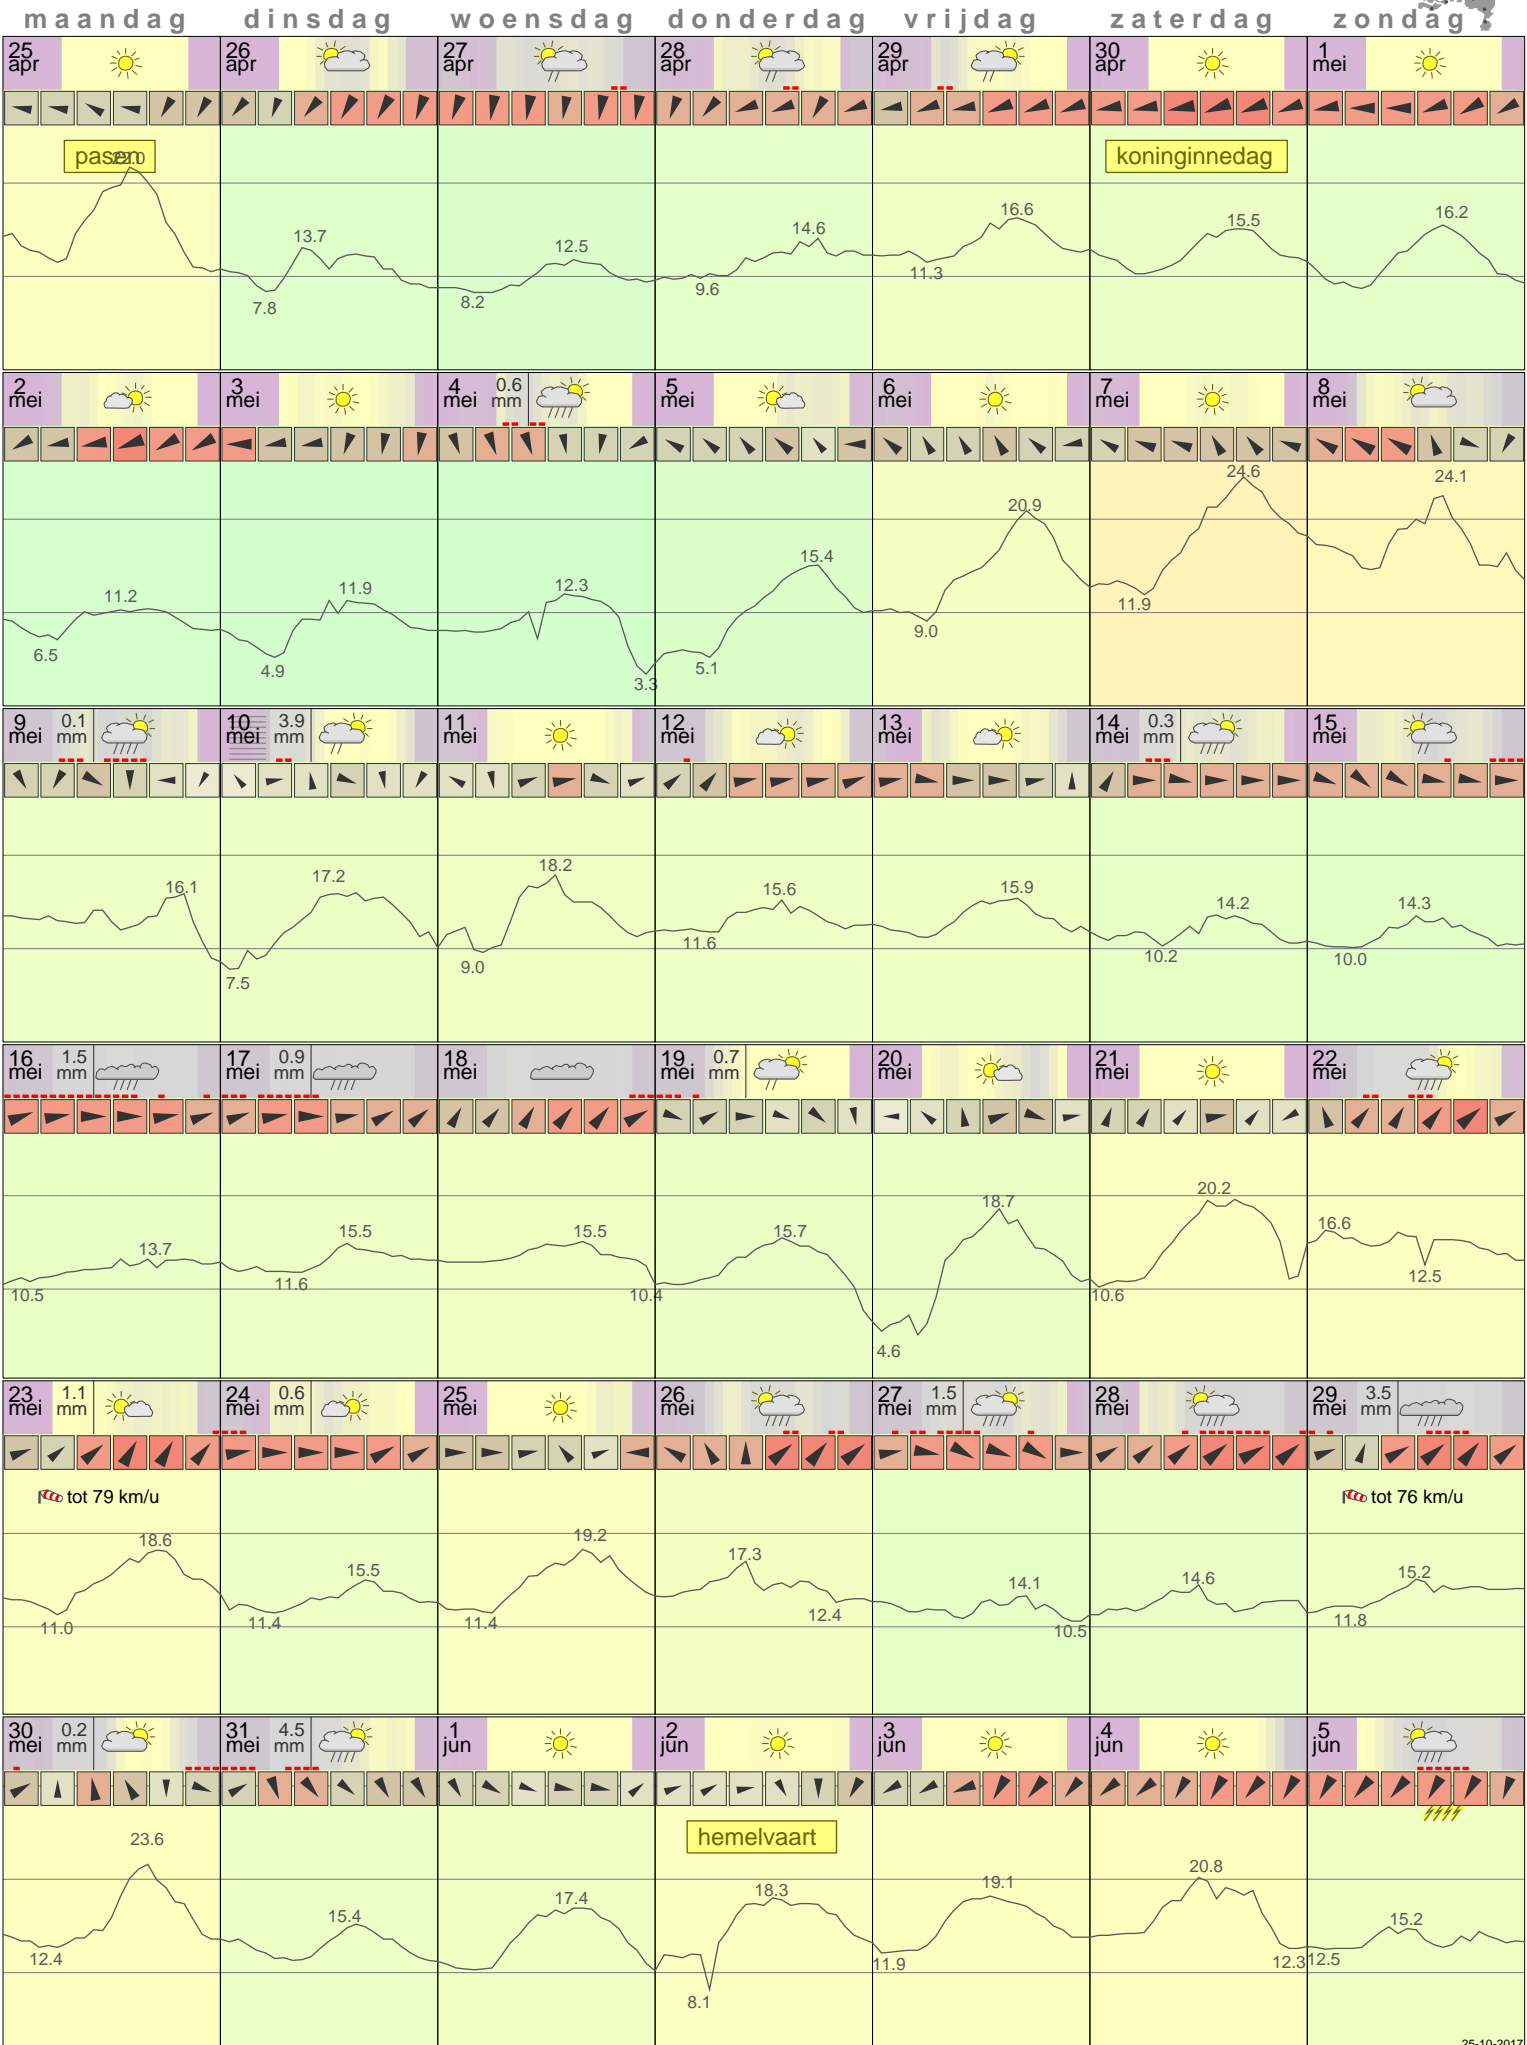 maandag dinsdag woensdag donderdag vrijdag zaterdag zondag
25 apr 26 apr 27 apr 28 apr 29 apr 30 apr 1 mei
pasen koninginnedag
22.0 13.7 12.5 14.6 16.6 15.5 16.2
7.8 8.2 9.6 11.3
2 mei 3 mei 4 mei 0.6 mm 5 mei 6 mei 7 mei 8 mei
11.2 11.9 12.3 15.4 20.9 24.6 24.1
6.5 4.9 3.3 5.1 9.0 11.9
9 mei 0.1 mm 10 mei 3.9 mm 11 mei 12 mei 13 mei 14 mei 0.3 mm 15 mei
16.1 17.2 18.2 15.6 15.9 14.2 14.3
7.5 9.0 11.6 10.2 10.0
16 mei 1.5 mm 17 mei 0.9 mm 18 mei 19 mei 0.7 mm 20 mei 21 mei 22 mei
13.7 15.5 15.5 15.7 18.7 20.2 16.6
10.5 11.6 10.4 4.6 10.6 12.5
23 mei 1.1 mm 24 mei 0.6 mm 25 mei 26 mei 27 mei 1.5 mm 28 mei 29 mei 3.5 mm
tot 79 km/u tot 76 km/u
18.6 15.5 19.2 17.3 14.1 14.6 15.2
11.0 11.4 11.4 12.4 10.5 11.8
30 mei 0.2 mm 31 mei 4.5 mm 1 jun 2 jun 3 jun 4 jun 5 jun
hemelvaart
23.6 15.4 17.4 18.3 19.1 20.8 15.2
12.4 8.1 11.9 12.3 12.5
25-10-2017